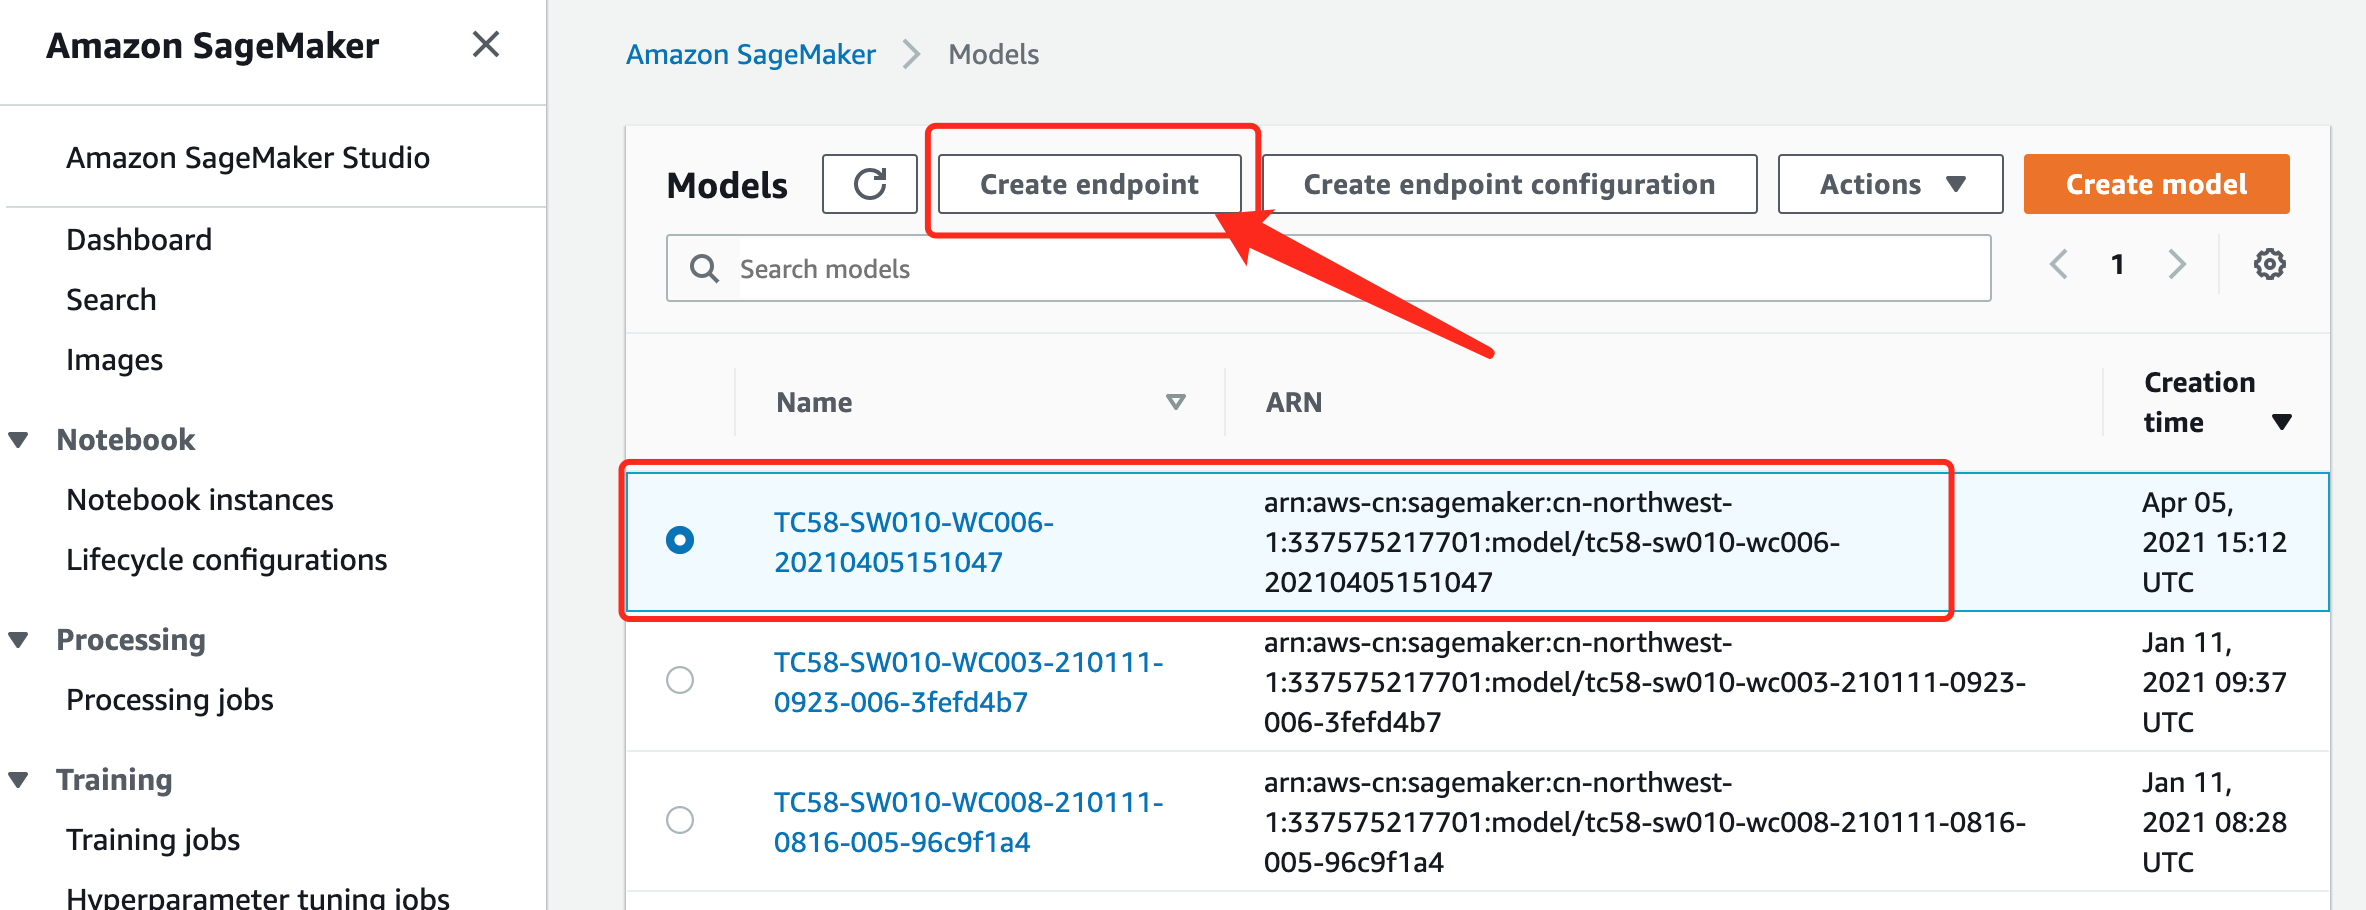 Amazon SageMaker
Amazon SageMaker Studio
Dashboard
Search
Images
Notebook
Notebook instances
Lifecycle configurations
Processing
Processing jobs
Training
Training jobs
Hyperparameter tuning jobs
Amazon SageMaker Models
Models Create endpoint Create endpoint configuration Actions Create model
Search models 1
Name ARN Creation
time
TC58-SW010-WC006-
20210405151047
arn:aws-cn:sagemaker:cn-northwest-
1:337575217701:model/tc58-sw010-wc006-
20210405151047
Apr 05,
2021 15:12
UTC
TC58-SW010-WC003-210111-
0923-006-3fefd4b7
arn:aws-cn:sagemaker:cn-northwest-
1:337575217701:model/tc58-sw010-wc003-210111-0923-
006-3fefd4b7
Jan 11,
2021 09:37
UTC
TC58-SW010-WC008-210111-
0816-005-96c9f1a4
arn:aws-cn:sagemaker:cn-northwest-
1:337575217701:model/tc58-sw010-wc008-210111-0816-
005-96c9f1a4
Jan 11,
2021 08:28
UTC